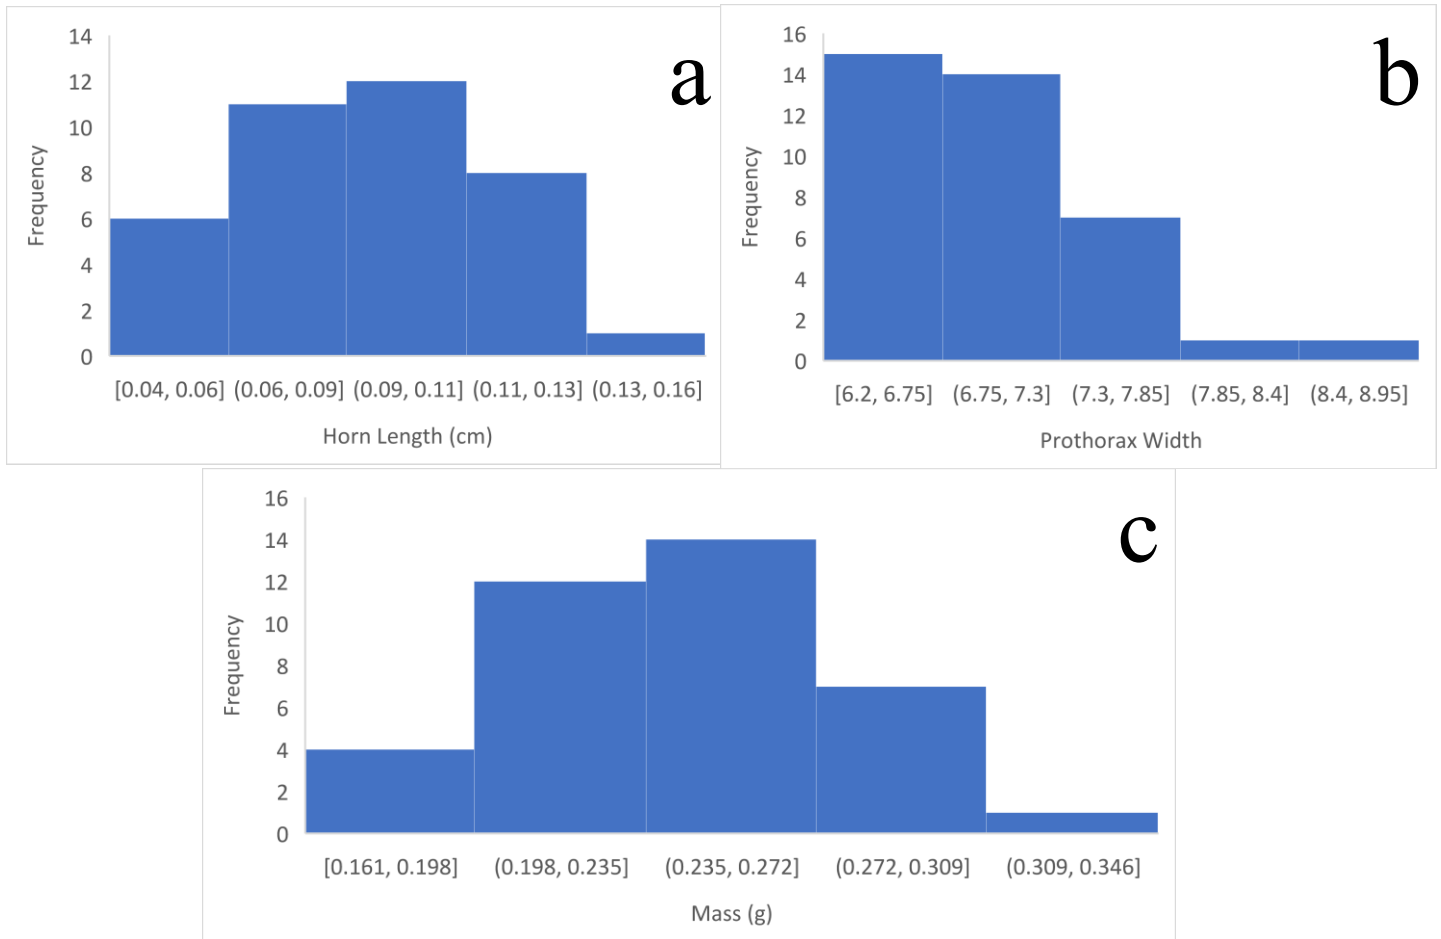 a
14
12
10
8
6
4
2
0
Frequency
[0.04, 0.06] (0.06, 0.09] (0.09, 0.11] (0.11, 0.13] (0.13, 0.16]
Horn Length (cm)
b
16
14
12
10
8
6
4
2
0
Frequency
[6.2, 6.75] (6.75, 7.3] (7.3, 7.85] (7.85, 8.4] (8.4, 8.95]
Prothorax Width
c
16
14
12
10
8
6
4
2
0
Frequency
[0.161, 0.198] (0.198, 0.235] (0.235, 0.272] (0.272, 0.309] (0.309, 0.346]
Mass (g)